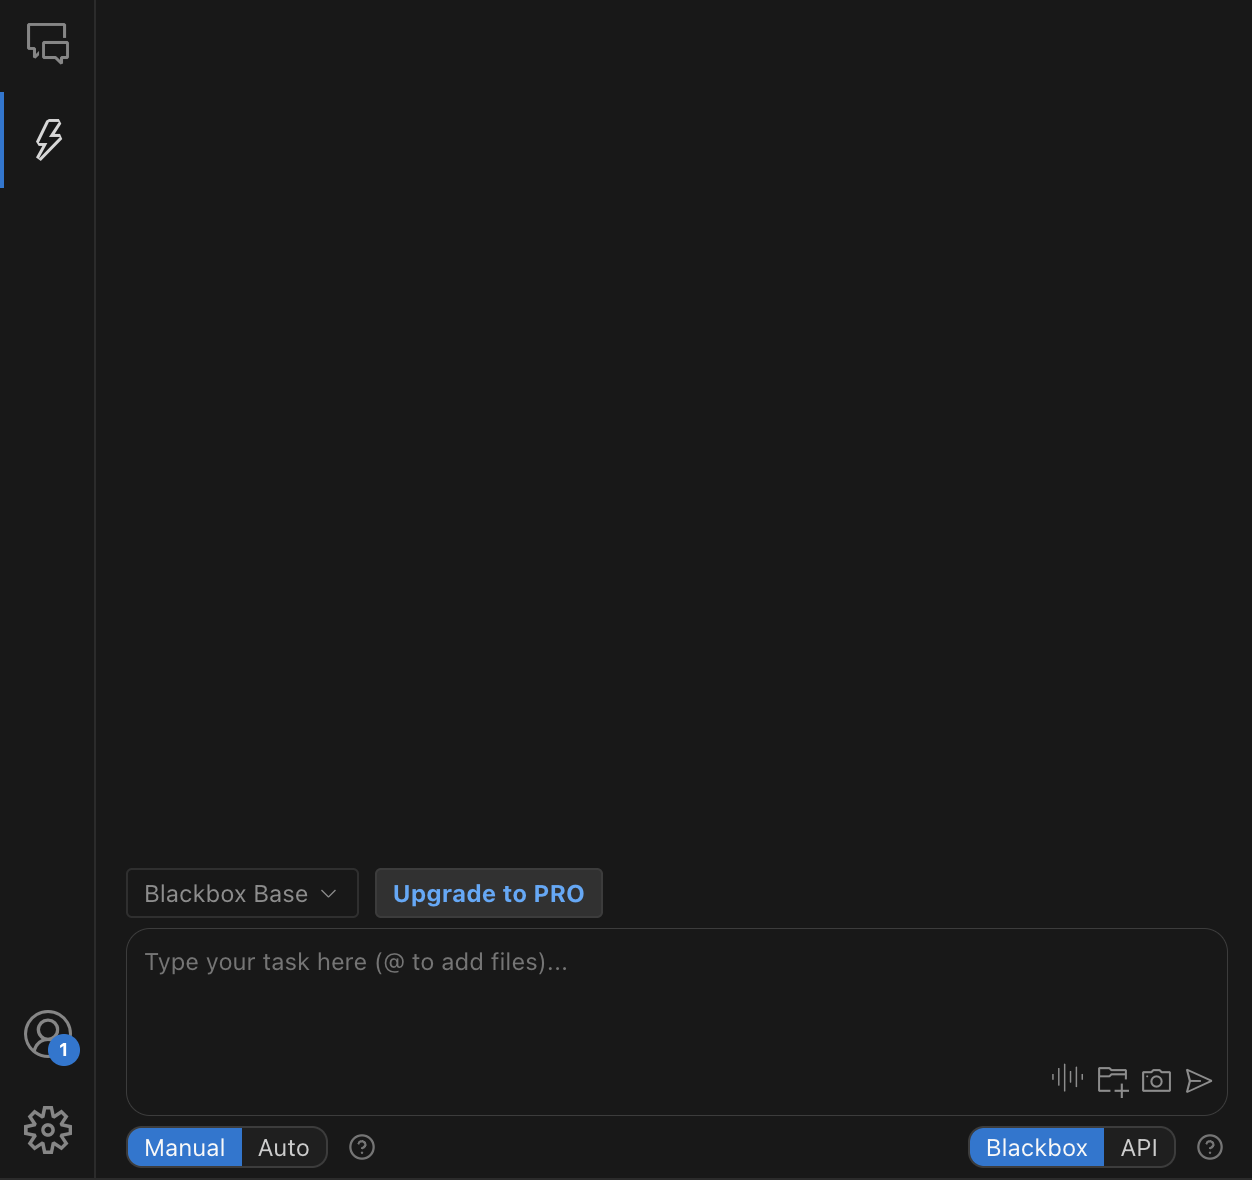 Blackbox Base
Upgrade to PRO
Type your task here (@ to add files)...
1
Manual
Auto
?
Blackbox
API
?